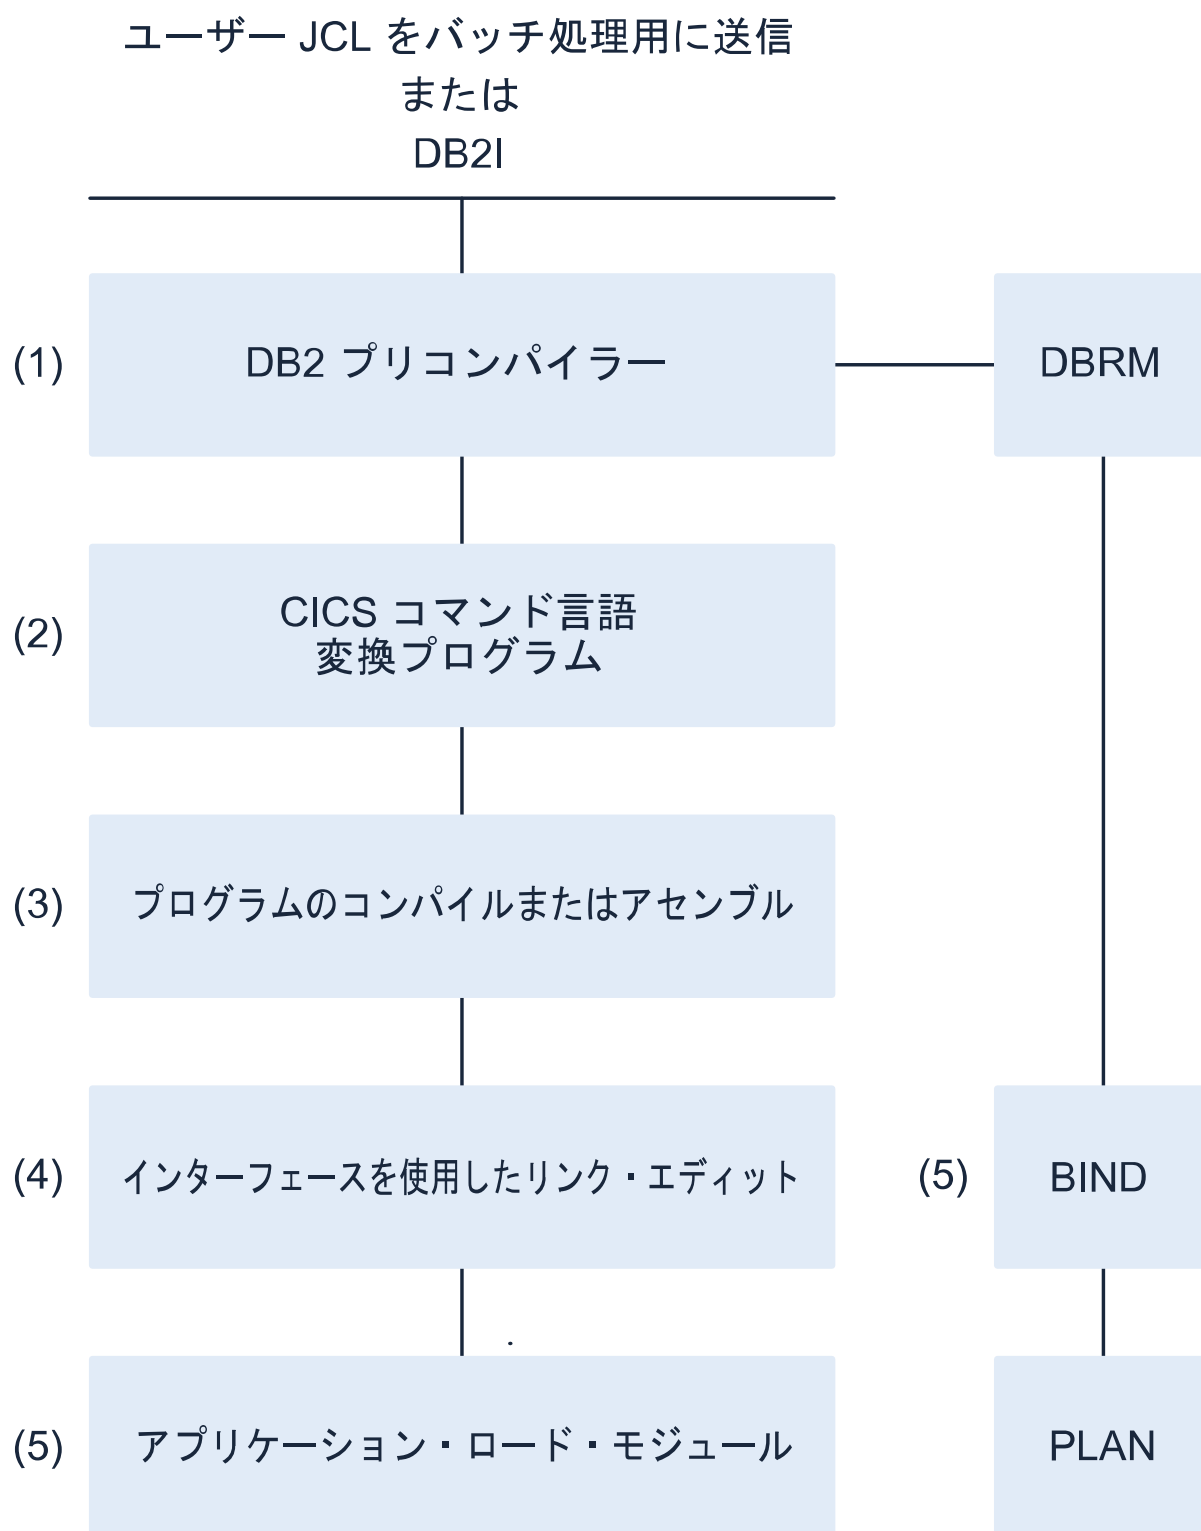 ユーザー JCL をバッチ処理用に送信
または
DB2I
(1)
DB2 プリコンパイラー
DBRM
(2)
CICS コマンド言語
変換プログラム
(3)
プログラムのコンパイルまたはアセンブル
(4)
インターフェースを使用したリンク・エディット
(5)
BIND
(5)
アプリケーション・ロード・モジュール
PLAN